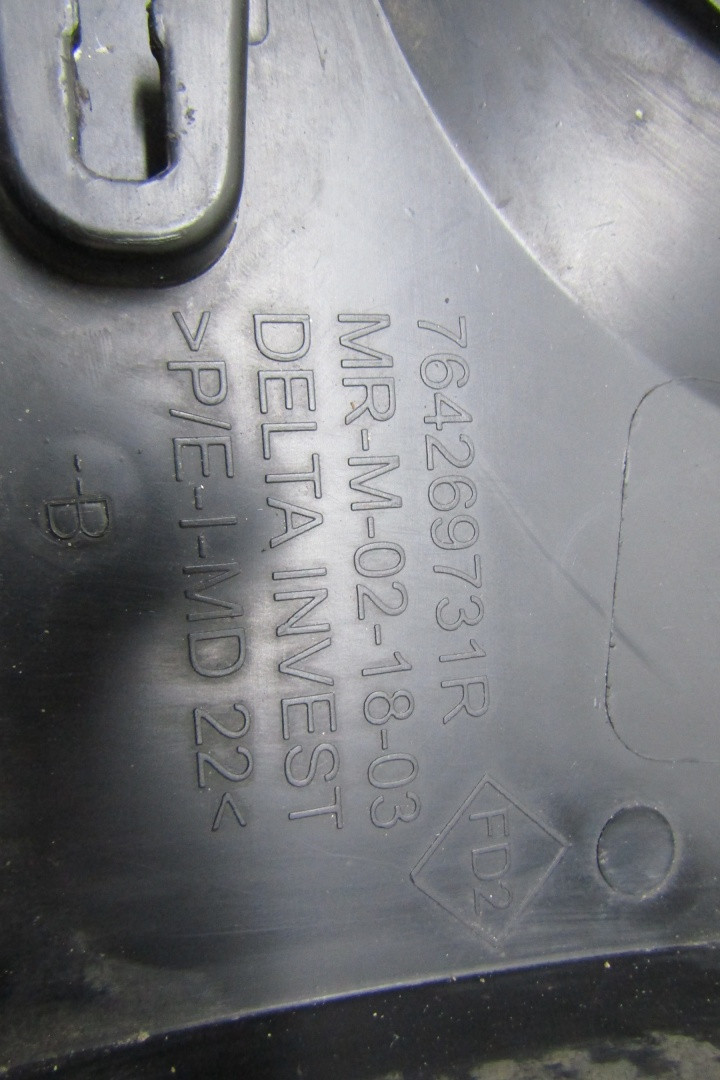 764269731R
MR-M-02-18-03
DELTA INVEST
>P/E-I-MD 22<
--B
FD2